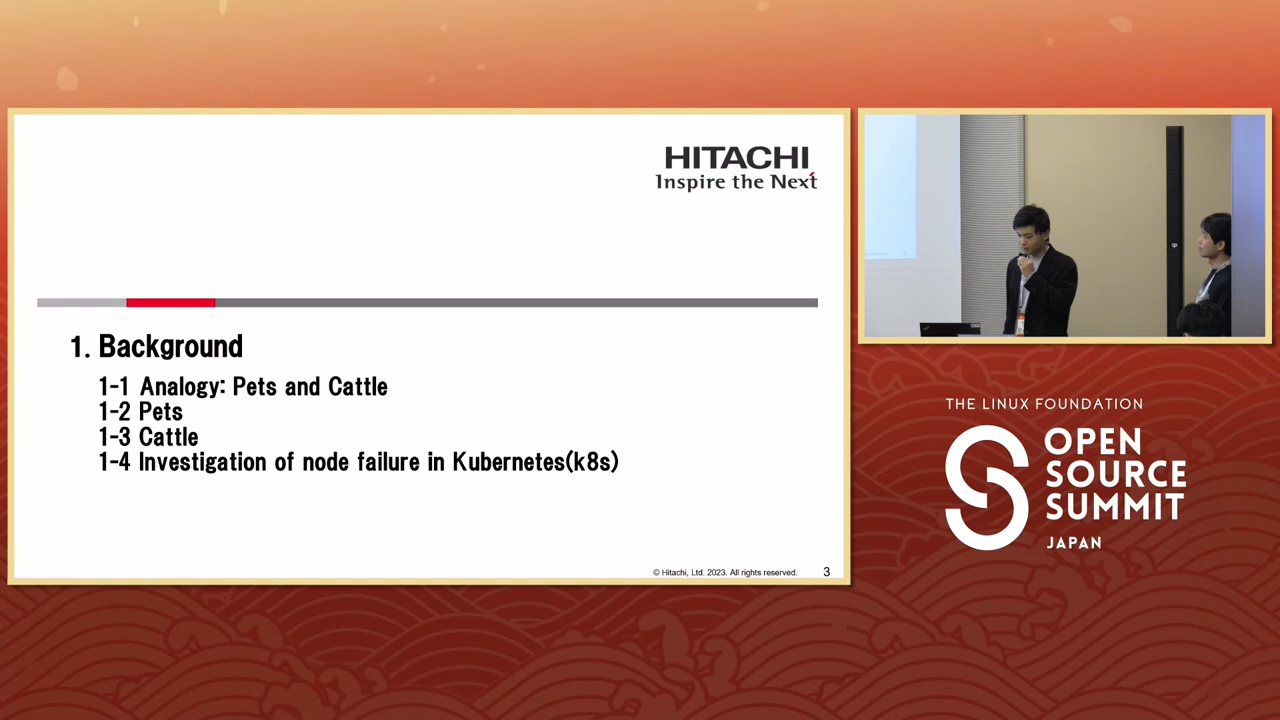 HITACHI
Inspire the Next
1. Background
1-1 Analogy: Pets and Cattle
1-2 Pets
1-3 Cattle
1-4 Investigation of node failure in Kubernetes(k8s)
© Hitachi, Ltd. 2023. All rights reserved.
3
THE LINUX FOUNDATION
OPEN
SOURCE
SUMMIT
JAPAN